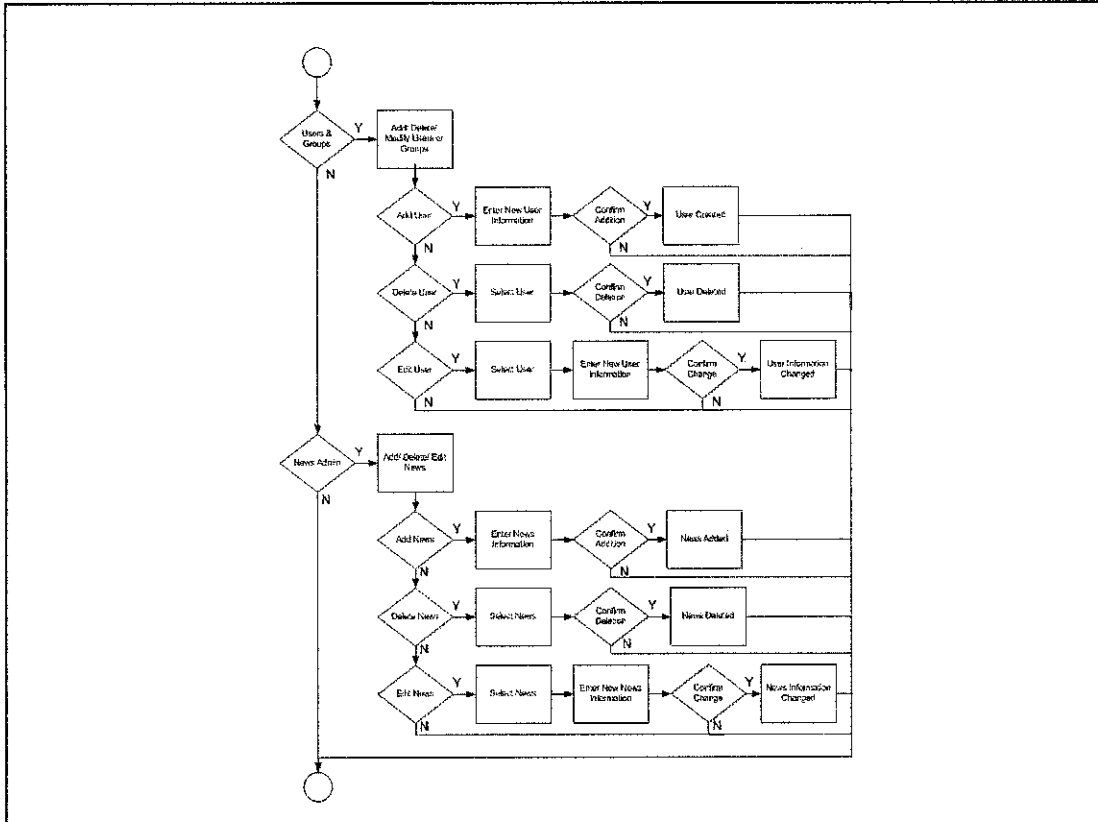 Users &
Groups
Y
Add/ Delete/
Modify Users or
Groups
N
Add User
Y
Enter New User
Information
Confirm
Addition
Y
User Created
N
N
Delete User
Y
Select User
Confirm
Deletion
Y
User Deleted
N
N
Edit User
Y
Select User
Enter New User
Information
Confirm
Change
Y
User Information
Changed
N
N
News Admin
Y
Add/ Delete/ Edit
News
N
Add News
Y
Enter News
Information
Confirm
Addition
Y
News Added
N
N
Delete News
Y
Select News
Confirm
Deletion
Y
News Deleted
N
N
Edit News
Y
Select News
Enter New News
Information
Confirm
Change
Y
News Information
Changed
N
N